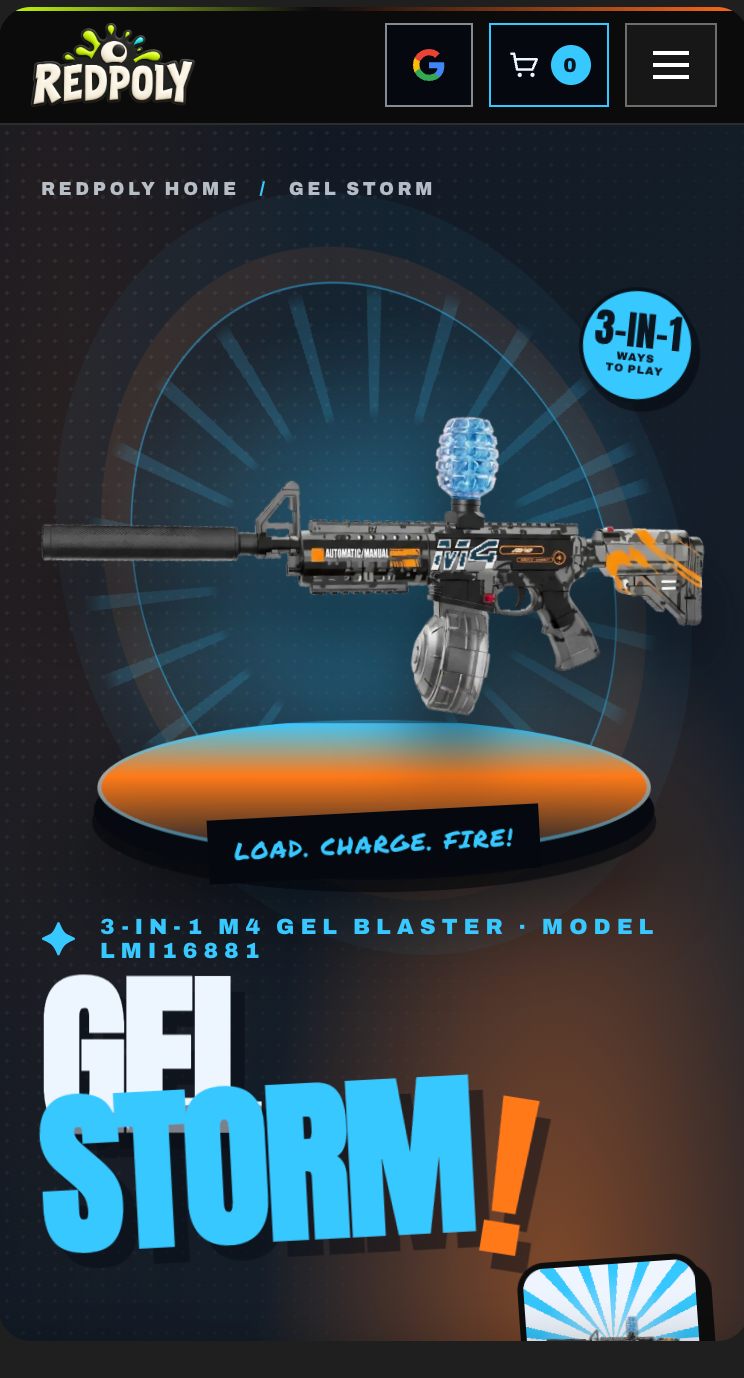 REDPOLY
0
REDPOLY HOME / GEL STORM
3-IN-1
WAYS
TO PLAY
AUTOMATIC/MANUAL
M4
LOAD. CHARGE. FIRE!
3-IN-1 M4 GEL BLASTER · MODEL
LMI16881
GEL
STORM!